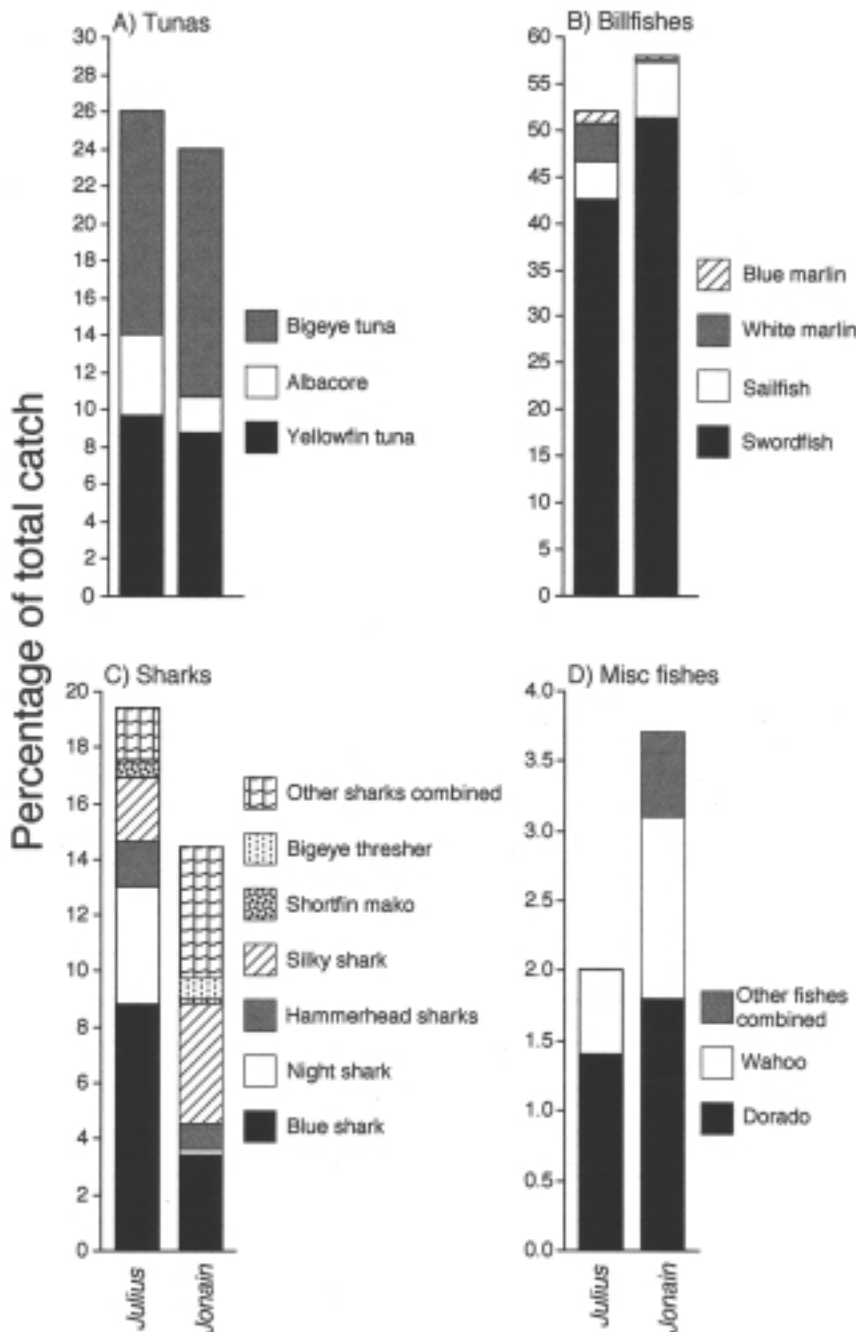 Percentage of total catch
A) Tunas
30
28
26
24
22
20
18
16
14
12
10
8
6
4
2
0
Bigeye tuna
Albacore
Yellowfin tuna
B) Billfishes
60
55
50
45
40
35
30
25
20
15
10
5
0
Blue marlin
White marlin
Sailfish
Swordfish
C) Sharks
20
18
16
14
12
10
8
6
4
2
0
Other sharks combined
Bigeye thresher
Shortfin mako
Silky shark
Hammerhead sharks
Night shark
Blue shark
Julius
Jonain
D) Misc fishes
4.0
3.5
3.0
2.5
2.0
1.5
1.0
0.5
0.0
Other fishes
combined
Wahoo
Dorado
Julius
Jonain